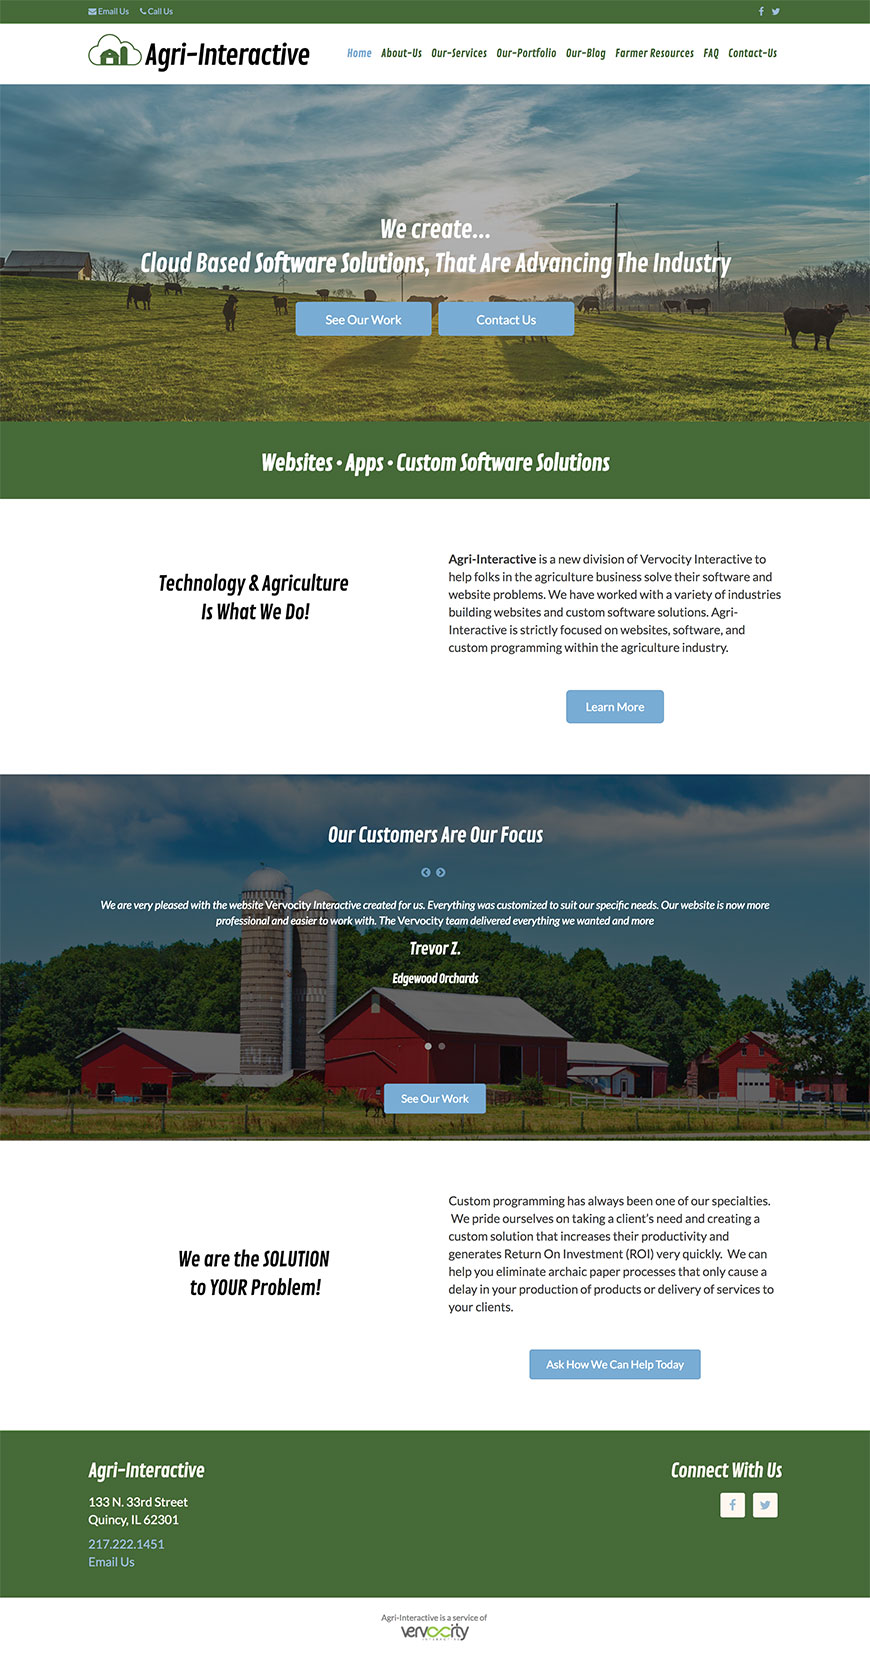 Email Us Call Us
Agri-Interactive
Home About-Us Our-Services Our-Portfolio Our-Blog Farmer Resources FAQ Contact-Us
We create...
Cloud Based Software Solutions, That Are Advancing The Industry
See Our Work Contact Us
Websites • Apps • Custom Software Solutions
Technology & Agriculture
Is What We Do!
Agri-Interactive is a new division of Vervocity Interactive to
help folks in the agriculture business solve their software and
website problems. We have worked with a variety of industries
building websites and custom software solutions. Agri-
Interactive is strictly focused on websites, software, and
custom programming within the agriculture industry.
Learn More
Our Customers Are Our Focus
We are very pleased with the website Vervocity Interactive created for us. Everything was customized to suit our specific needs. Our website is now more
professional and easier to work with. The Vervocity team delivered everything we wanted and more
Trevor Z.
Edgewood Orchards
See Our Work
We are the SOLUTION
to YOUR Problem!
Custom programming has always been one of our specialties.
We pride ourselves on taking a client's need and creating a
custom solution that increases their productivity and
generates Return On Investment (ROI) very quickly. We can
help you eliminate archaic paper processes that only cause a
delay in your production of products or delivery of services to
your clients.
Ask How We Can Help Today
Agri-Interactive
133 N. 33rd Street
Quincy, IL 62301
217.222.1451
Email Us
Connect With Us
Agri-Interactive is a service of
vervocity
INTERACTIVE